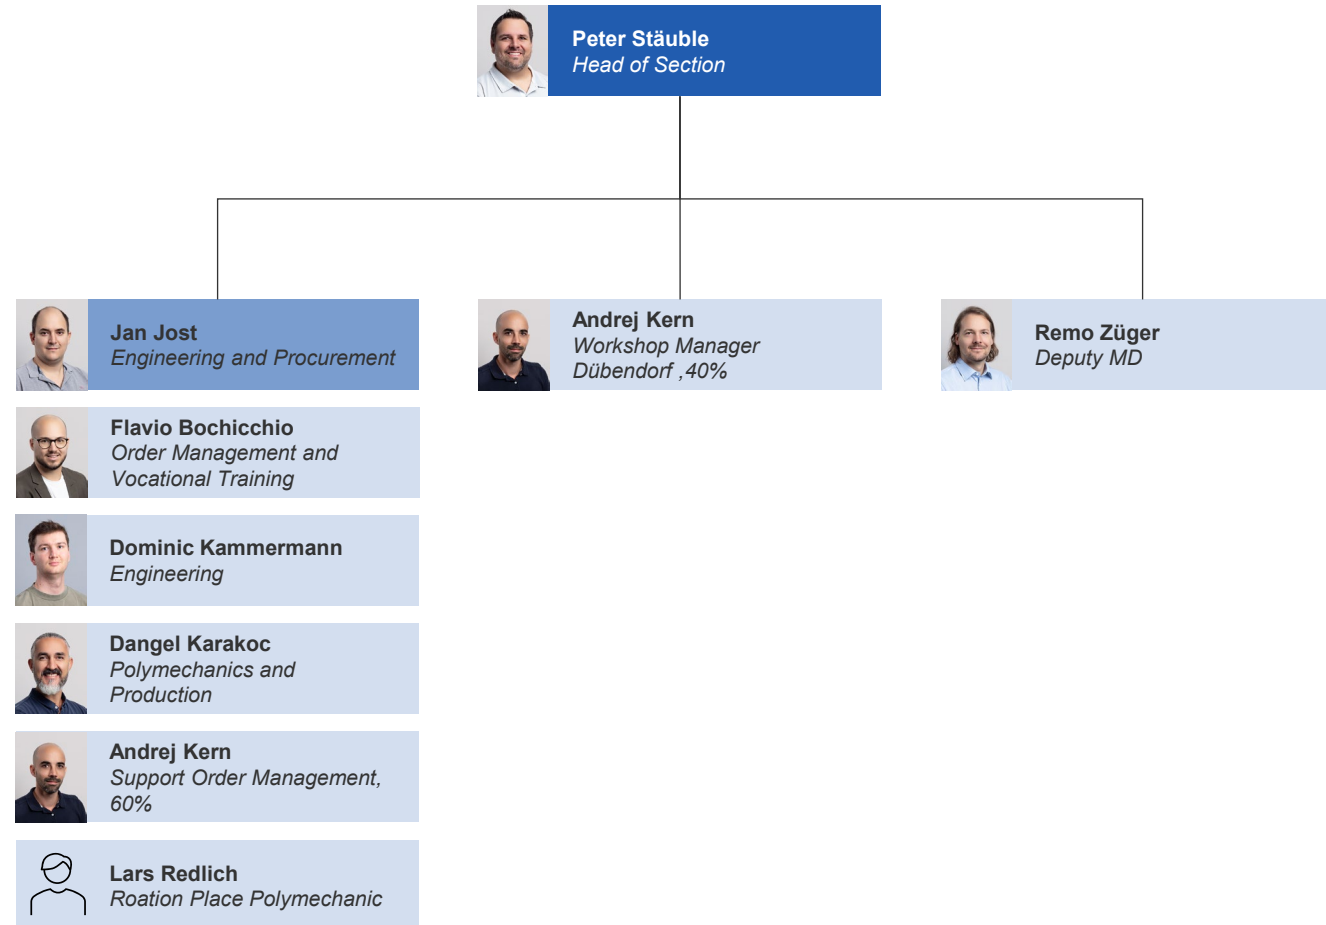 Peter Stäuble
Head of Section
Jan Jost
Engineering and Procurement
Andrej Kern
Workshop Manager
Dübendorf ,40%
Remo Züger
Deputy MD
Flavio Bochicchio
Order Management and
Vocational Training
Dominic Kammermann
Engineering
Dangel Karakoc
Polymechanics and
Production
Andrej Kern
Support Order Management,
60%
Lars Redlich
Roation Place Polymechanic